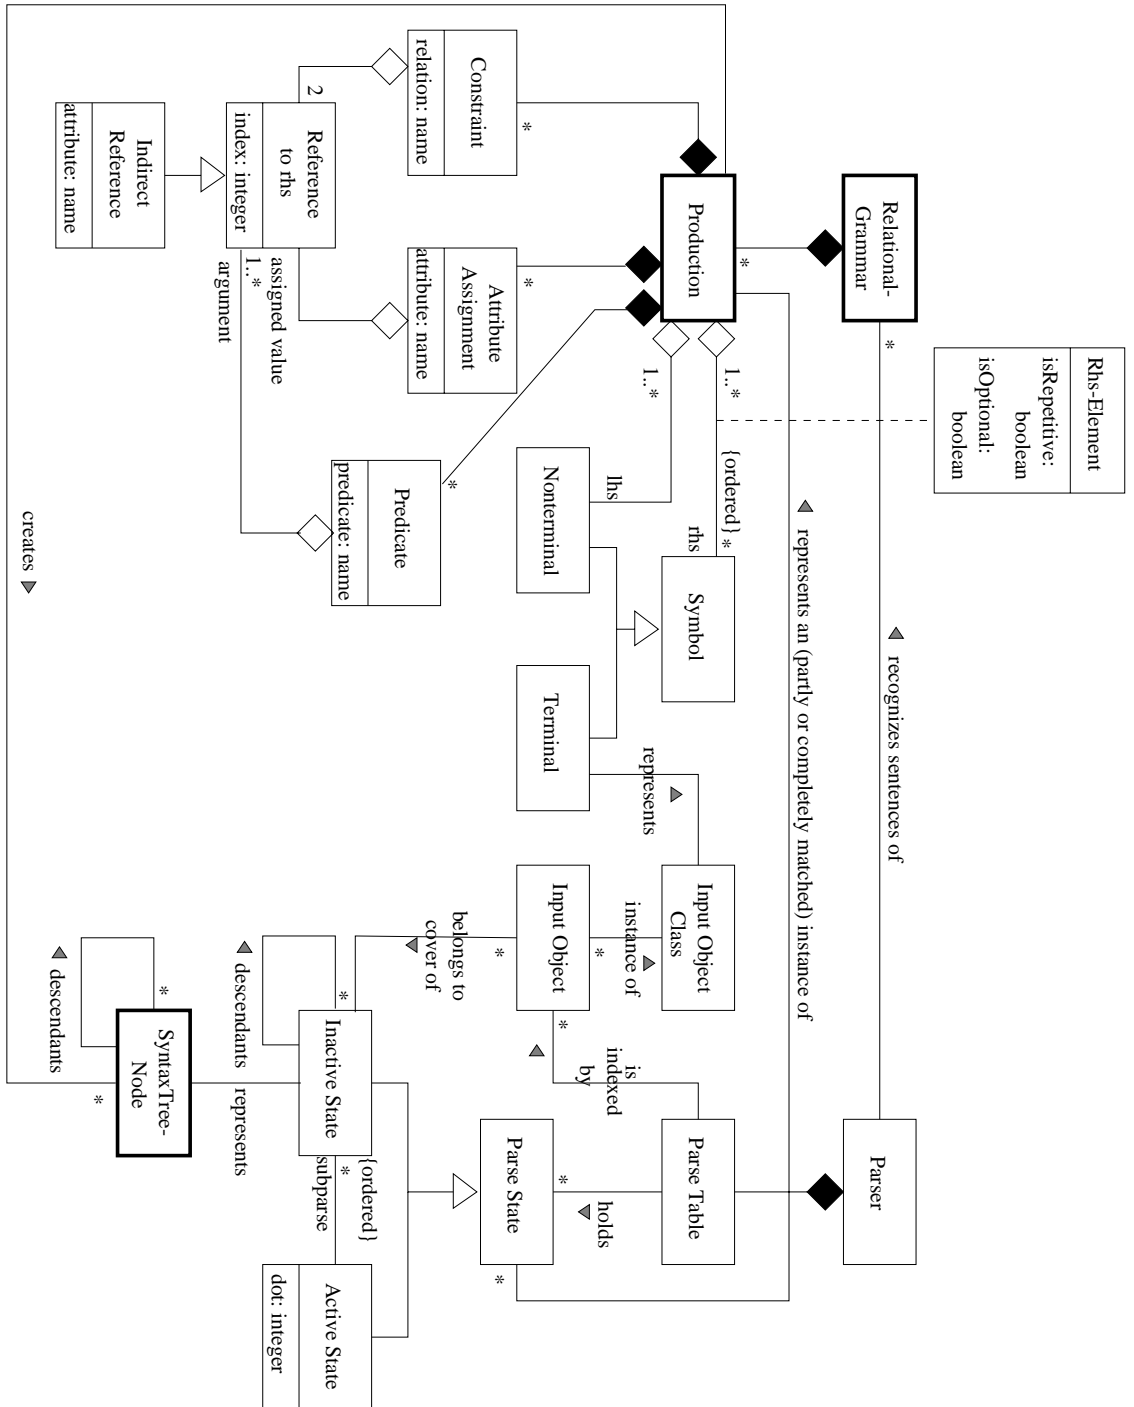 Rhs-Element
isRepetitive:
boolean
isOptional:
boolean
Relational-
Grammar
*
recognizes sentences of
Parser
*
represents an (partly or completely matched) instance of
Production
1..*
{ordered}
*
rhs
Symbol
1..*
lhs
Nonterminal
Terminal
represents
Input Object
Class
instance of
*
Input Object
*
is
indexed
by
Parse Table
holds
*
Parse State
*
Constraint
relation: name
*
Attribute
Assignment
attribute: name
*
Predicate
predicate: name
*
2
Reference
to rhs
index: integer
assigned value
1..*
argument
Indirect
Reference
attribute: name
*
belongs to
cover of
Inactive State
*
descendants
{ordered}
*
subparse
Active State
dot: integer
represents
SyntaxTree-
Node
*
descendants
*
creates